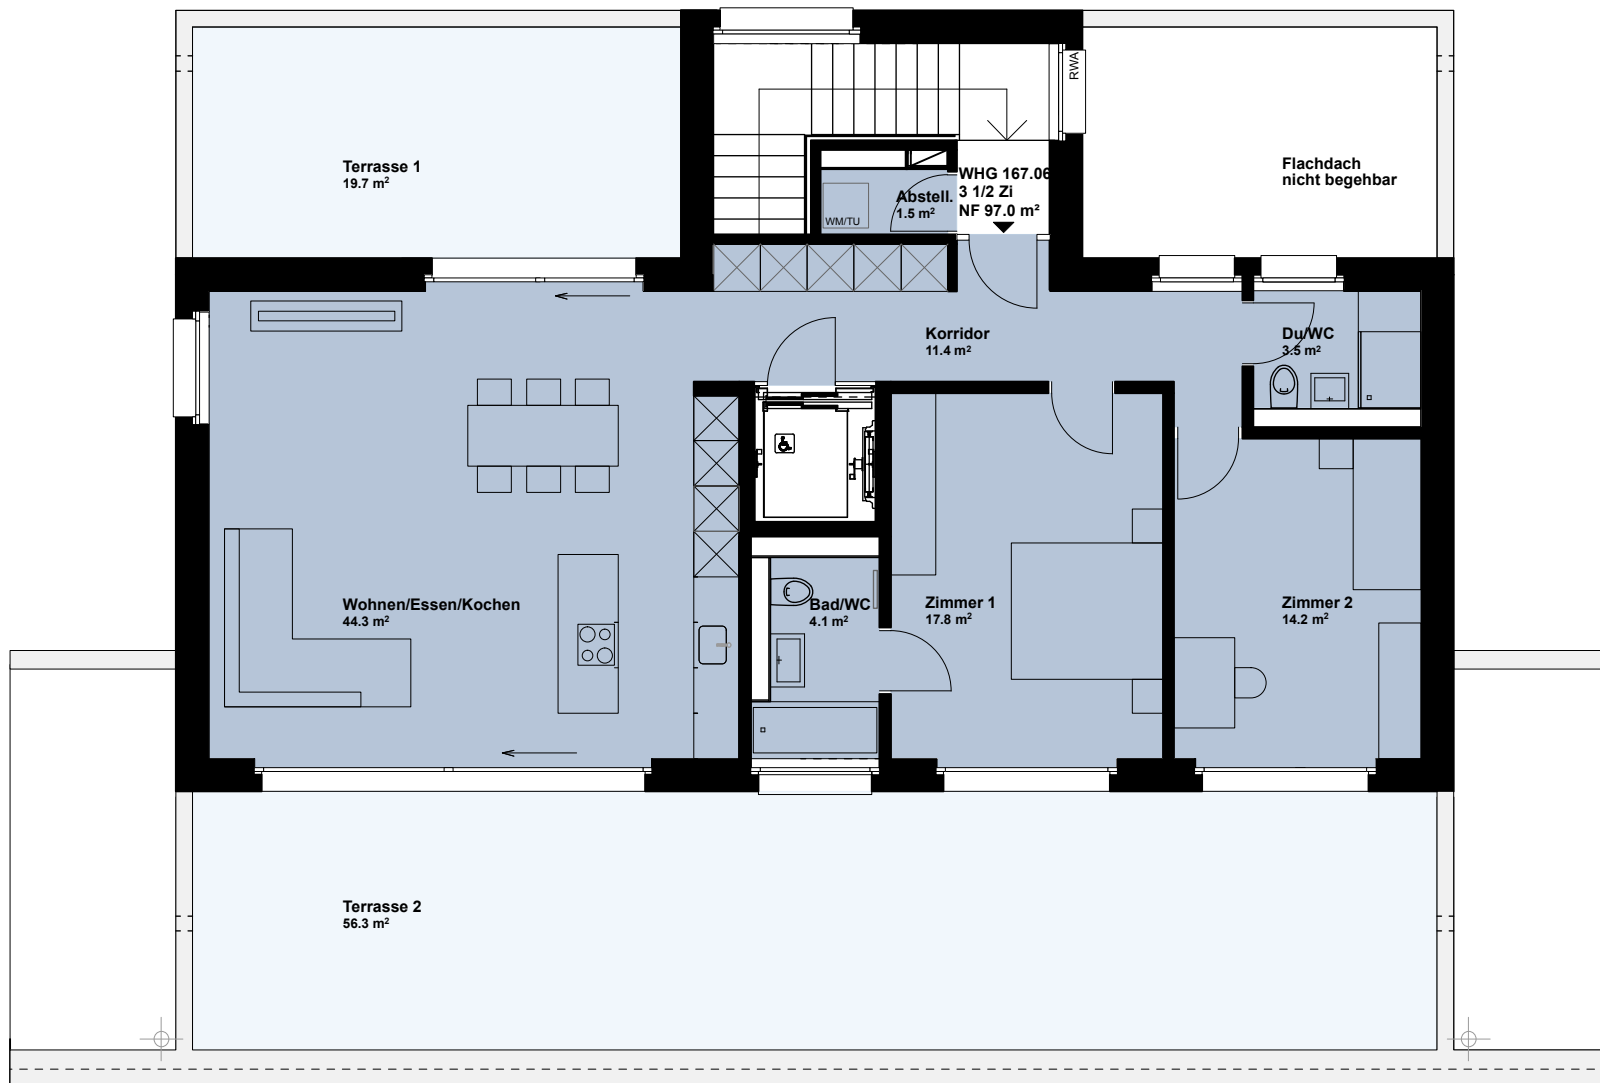 RWA
Terrasse 1
19.7 m²
Flachdach
nicht begehbar
WHG 167.06
3 1/2 Zi
NF 97.0 m²
Abstell.
1.5 m²
WM/TU
Korridor
11.4 m²
Du/WC
3.5 m²
Wohnen/Essen/Kochen
44.3 m²
Bad/WC
4.1 m²
Zimmer 1
17.8 m²
Zimmer 2
14.2 m²
Terrasse 2
56.3 m²